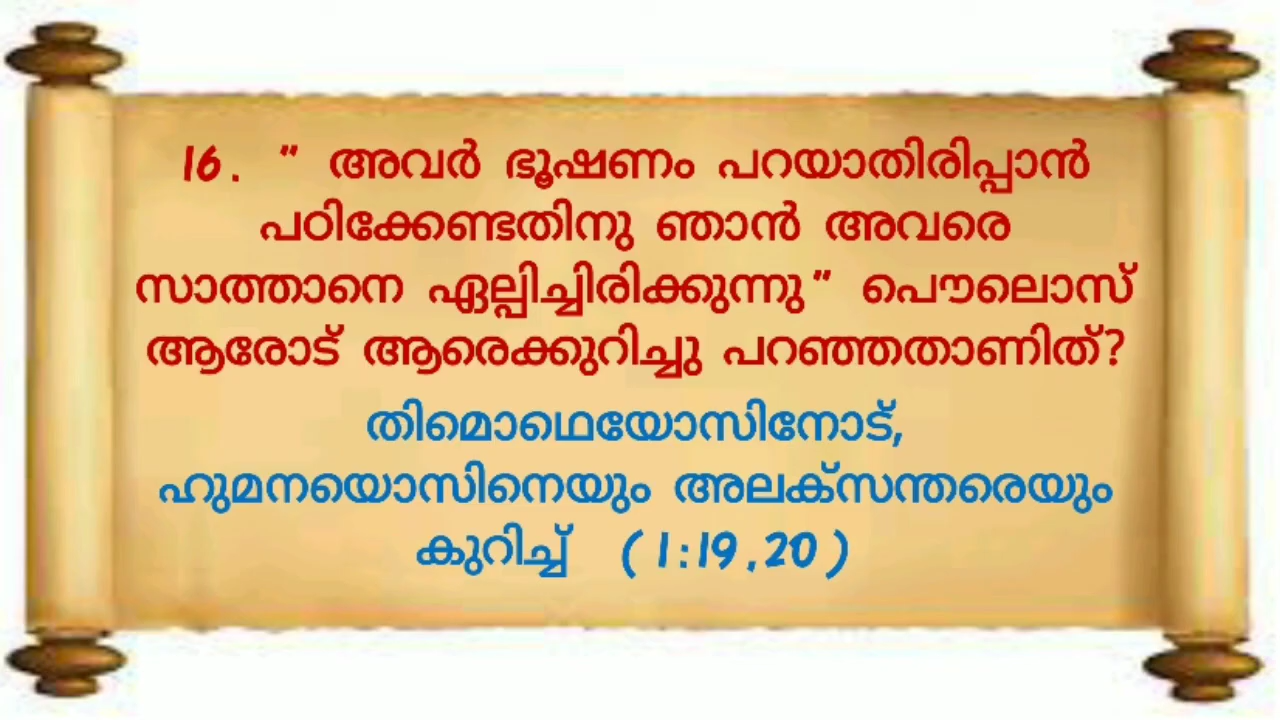 16. " അവർ ഭൂഷണം പറയാതിരിപ്പാൻ
പഠിക്കേണ്ടതിനു ഞാൻ അവരെ
സാത്താനെ ഏല്പിച്ചിരിക്കുന്നു" പൌലൊസ്
ആരോട് ആരെക്കുറിച്ചു പറഞ്ഞതാണിത്?
തിമൊഥെയോസിനോട്,
ഹുമനയൊസിനെയും അലക്സന്തരെയും
കുറിച്ച് (1:19,20)